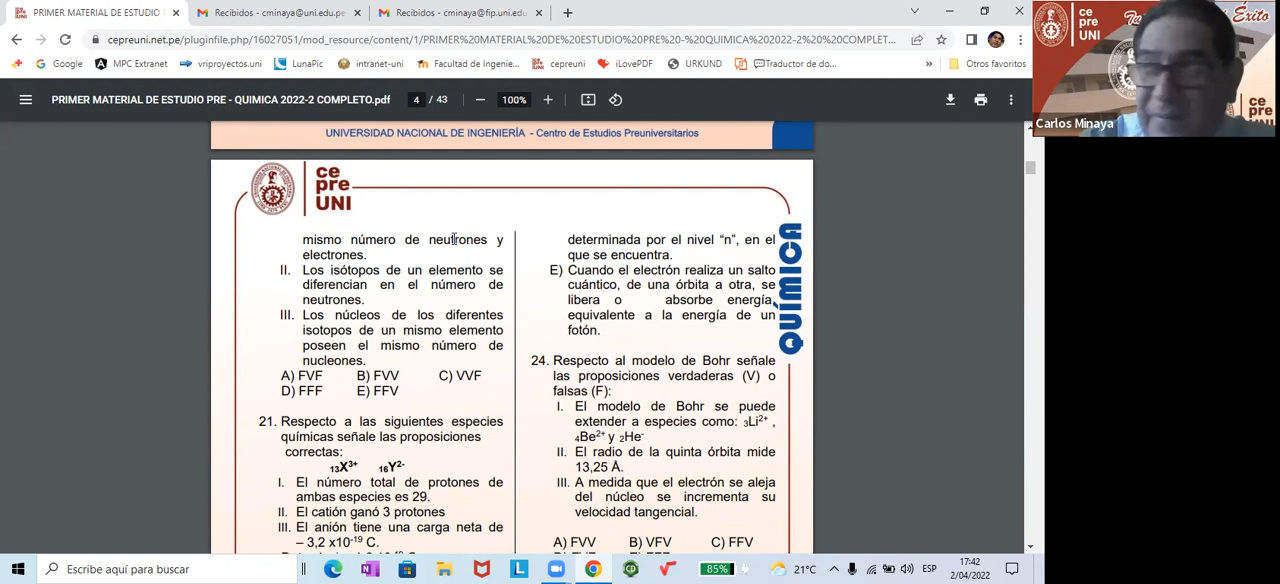 PRIMER MATERIAL DE ESTUDIO
Recibidos - cminaya@uni.edu.pe
Recibidos - cminaya@fip.uni.edu
cepreuni.net.pe/pluginfile.php/16027051/mod_resource/content/1/PRIMER%20MATERIAL%20DE%20ESTUDIO%20PRE%20-%20QUIMICA%202022-2%20%20COMPLET...
Google
MPC Extranet
vriproyectos.uni
LunaPic
intranet-uni
Facultad de Ingenie...
cepreuni
iLovePDF
URKUND
Traductor de do...
»
Otros favoritos
PRIMER MATERIAL DE ESTUDIO PRE - QUIMICA 2022-2 COMPLETO.pdf
4 / 43
100%
ce
pre
UNI
Éxito
ce
pre
UNI
Carlos Minaya
UNIVERSIDAD NACIONAL DE INGENIERÍA - Centro de Estudios Preuniversitarios
ce
pre
UNI
QUÍMICA
mismo número de neutrones y
electrones.
II. Los isótopos de un elemento se
diferencian en el número de
neutrones.
III. Los núcleos de los diferentes
isotopos de un mismo elemento
poseen el mismo número de
nucleones.
A) FVF B) FVV C) VVF
D) FFF E) FFV
21. Respecto a las siguientes especies
químicas señale las proposiciones
correctas:
₁₃X³⁺ ₁₆Y²⁻
I. El número total de protones de
ambas especies es 29.
II. El catión ganó 3 protones
III. El anión tiene una carga neta de
– 3,2 x10⁻¹⁹ C.
determinada por el nivel “n”, en el
que se encuentra.
E) Cuando el electrón realiza un salto
cuántico, de una órbita a otra, se
libera o absorbe energía,
equivalente a la energía de un
fotón.
24. Respecto al modelo de Bohr señale
las proposiciones verdaderas (V) o
falsas (F):
I. El modelo de Bohr se puede
extender a especies como: ₃Li²⁺ ,
₄Be²⁺ y ₂He⁻
II. El radio de la quinta órbita mide
13,25 Å.
III. A medida que el electrón se aleja
del núcleo se incrementa su
velocidad tangencial.
A) FVV B) VFV C) FFV
Escribe aquí para buscar
85%
21°C
ESP
17:42
2/04/2022